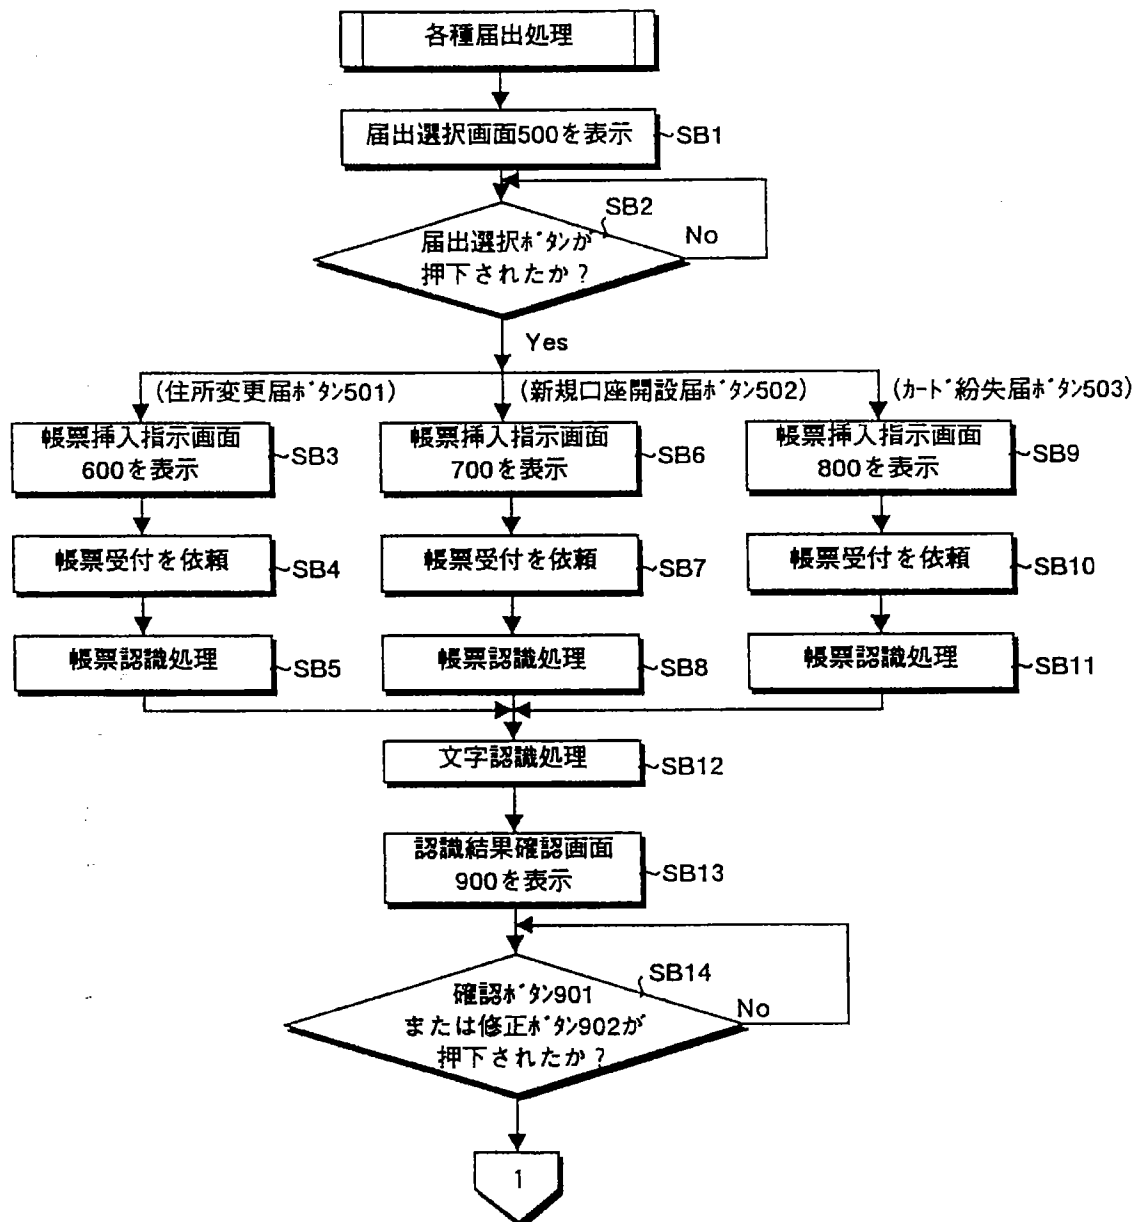 各種届出処理
届出選択画面500を表示
SB1
SB2
届出選択ﾎﾞﾀﾝが
押下されたか？
No
Yes
(住所変更届ﾎﾞﾀﾝ501)
(新規口座開設届ﾎﾞﾀﾝ502)
(ｶｰﾄﾞ紛失届ﾎﾞﾀﾝ503)
帳票挿入指示画面
600を表示
SB3
帳票挿入指示画面
700を表示
SB6
帳票挿入指示画面
800を表示
SB9
帳票受付を依頼
SB4
帳票受付を依頼
SB7
帳票受付を依頼
SB10
帳票認識処理
SB5
帳票認識処理
SB8
帳票認識処理
SB11
文字認識処理
SB12
認識結果確認画面
900を表示
SB13
SB14
確認ﾎﾞﾀﾝ901
または修正ﾎﾞﾀﾝ902が
押下されたか？
No
1